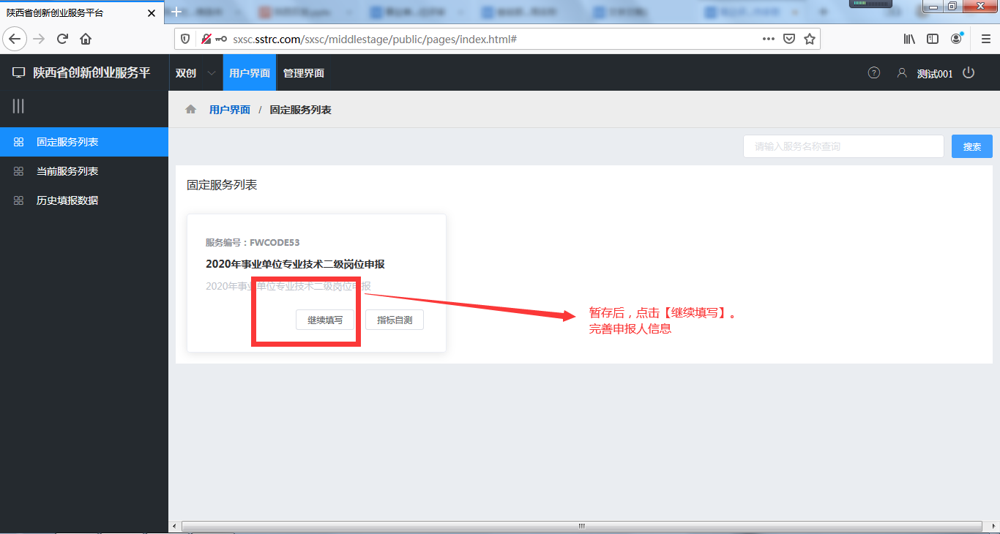 陕西省创新创业服务平台
sxsc.sstrc.com/sxsc/middlestage/public/pages/index.html#
陕西省创新创业服务平
双创
用户界面
管理界面
测试001
用户界面 / 固定服务列表
固定服务列表
当前服务列表
历史填报数据
请输入服务名称查询
搜索
固定服务列表
服务编号：FWCODE53
2020年事业单位专业技术二级岗位申报
2020年事业单位专业技术二级岗位申报
继续填写
指标自测
暂存后，点击【继续填写】。
完善申报人信息